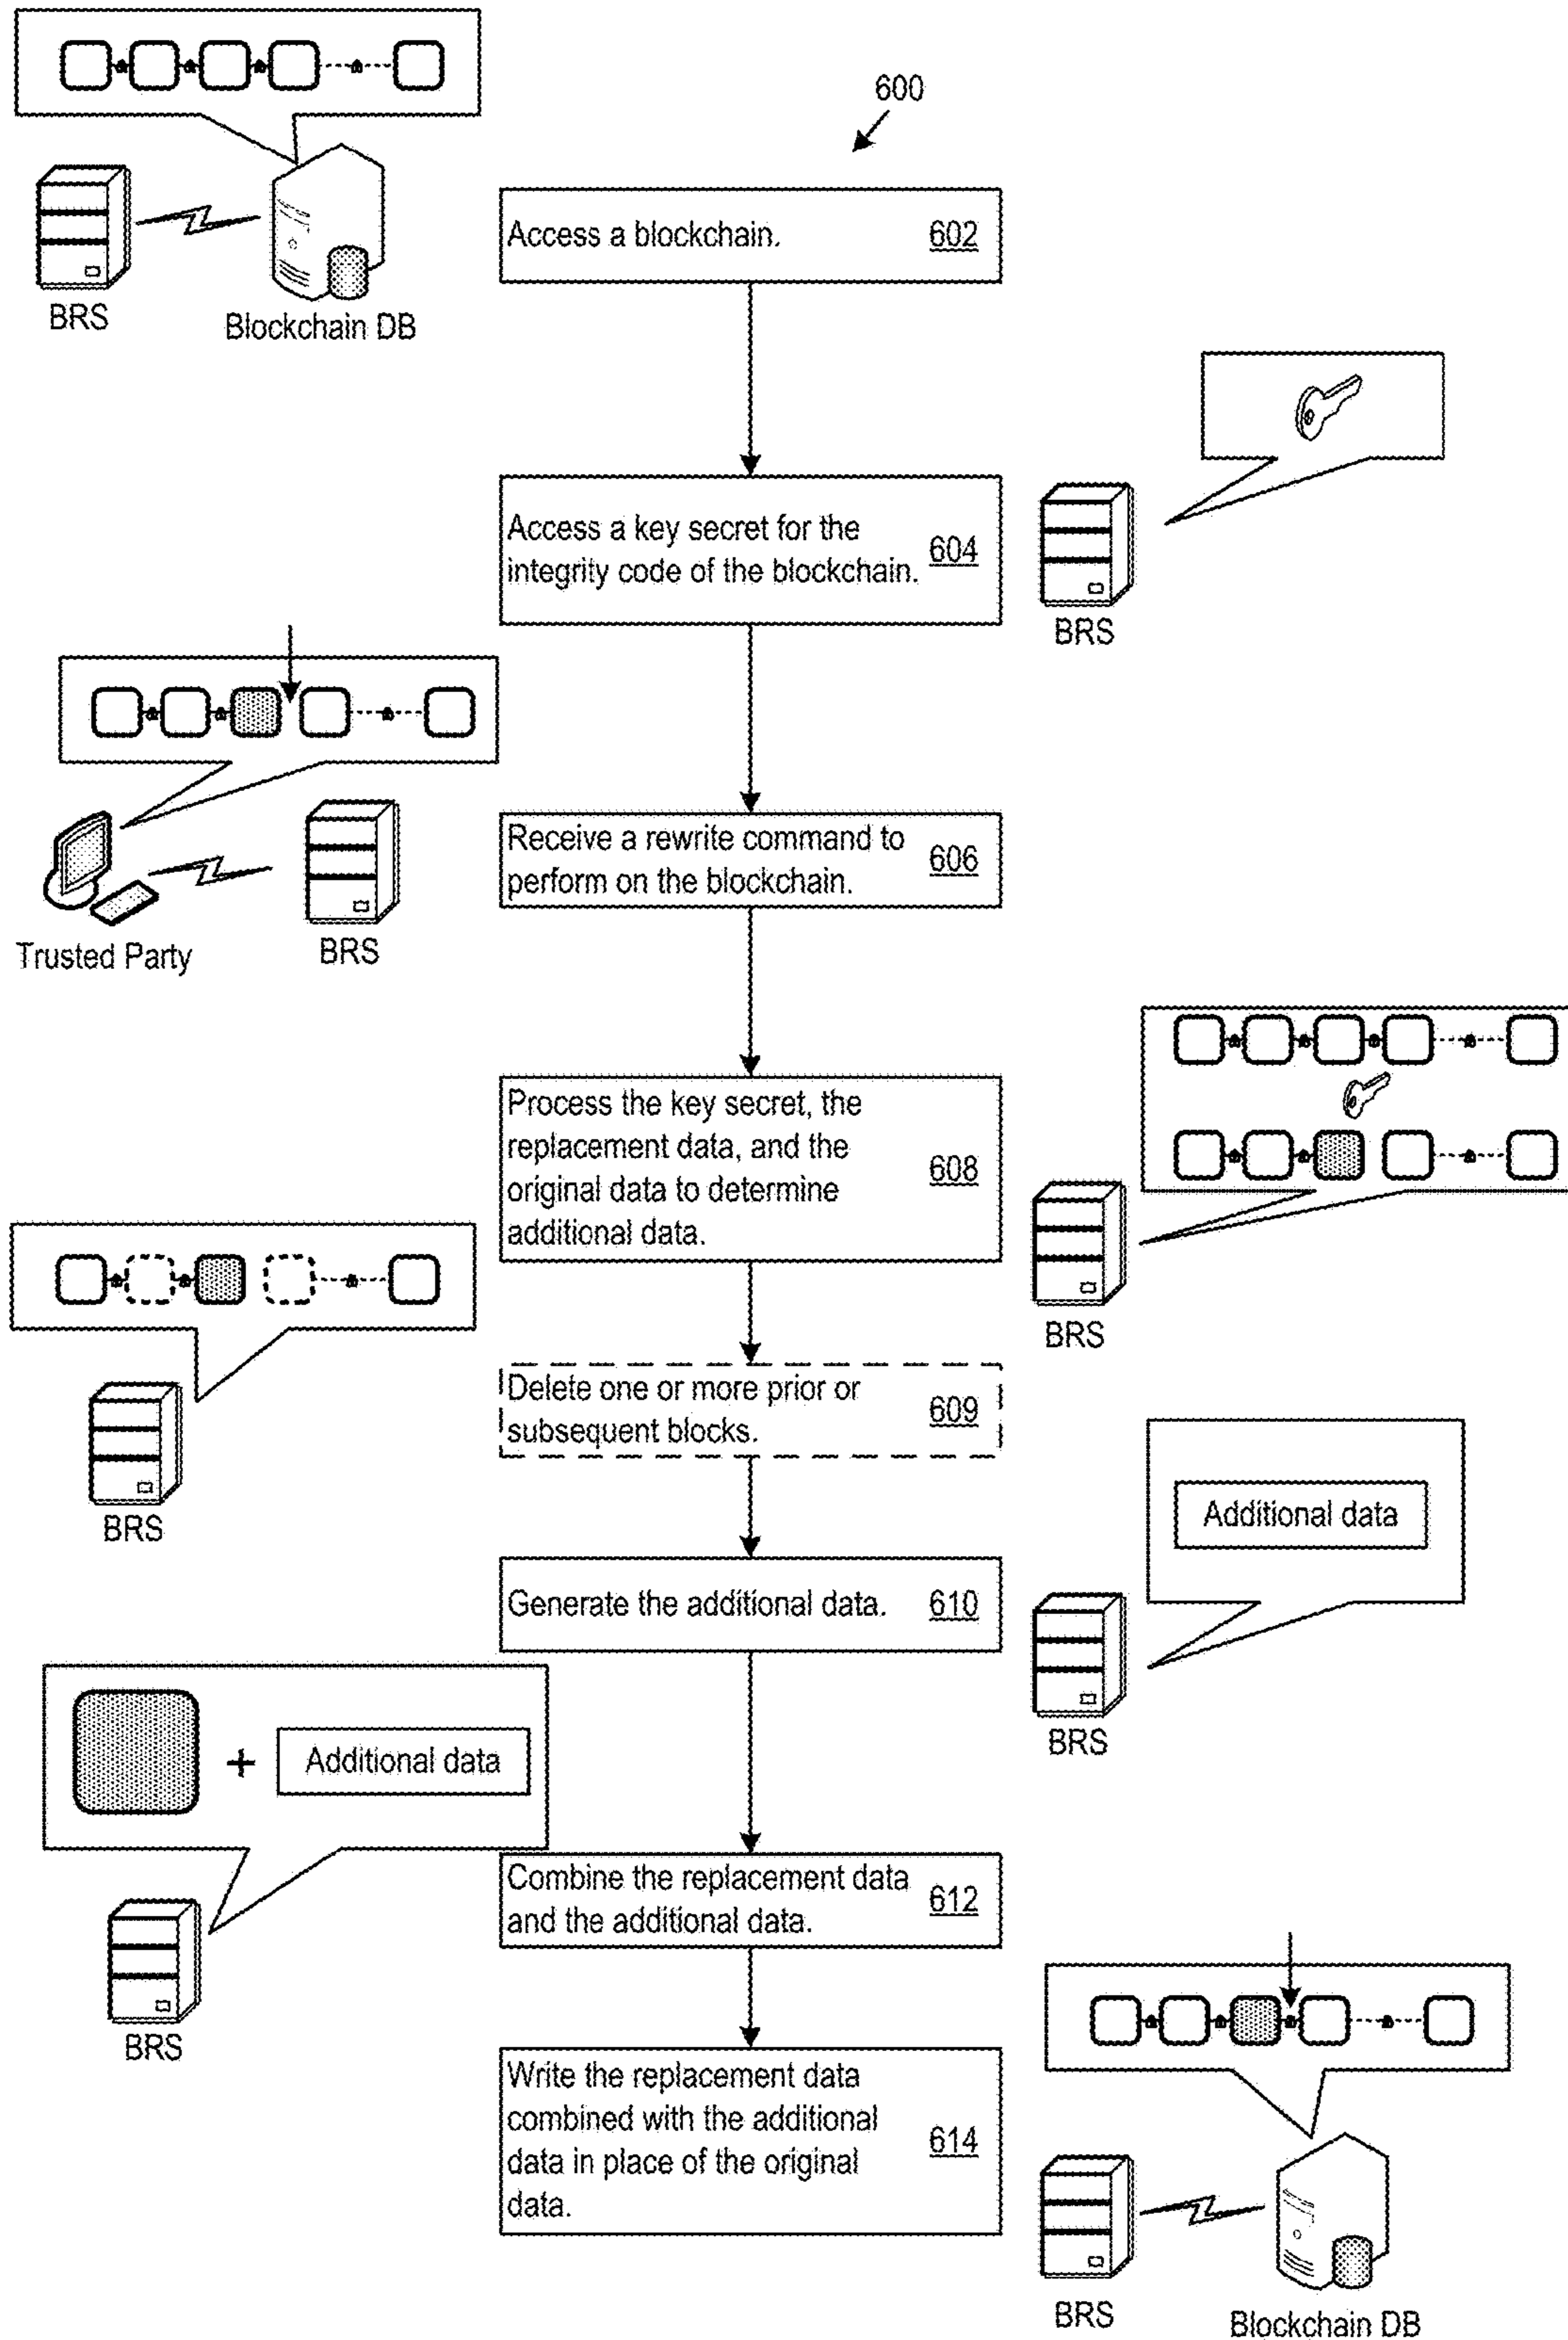 600
Access a blockchain. 602
BRS
Blockchain DB
Access a key secret for the
integrity code of the blockchain. 604
BRS
Receive a rewrite command to
perform on the blockchain. 606
Trusted Party
BRS
Process the key secret, the
replacement data, and the
original data to determine
additional data. 608
BRS
Delete one or more prior or
subsequent blocks. 609
BRS
Additional data
Generate the additional data. 610
BRS
+ Additional data
Combine the replacement data
and the additional data. 612
BRS
Write the replacement data
combined with the additional
data in place of the original
data. 614
BRS
Blockchain DB